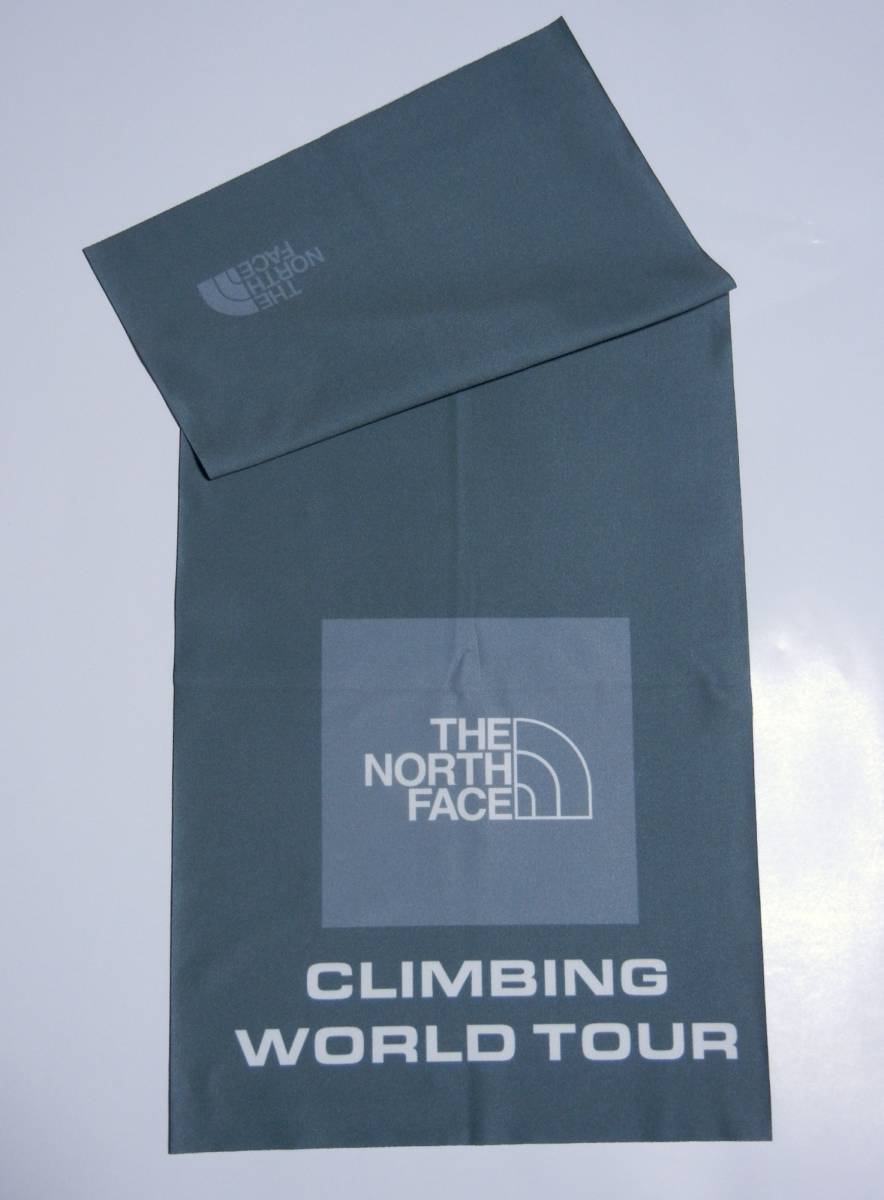 THE
NORTH
FACE
THE
NORTH
FACE
CLIMBING
WORLD TOUR